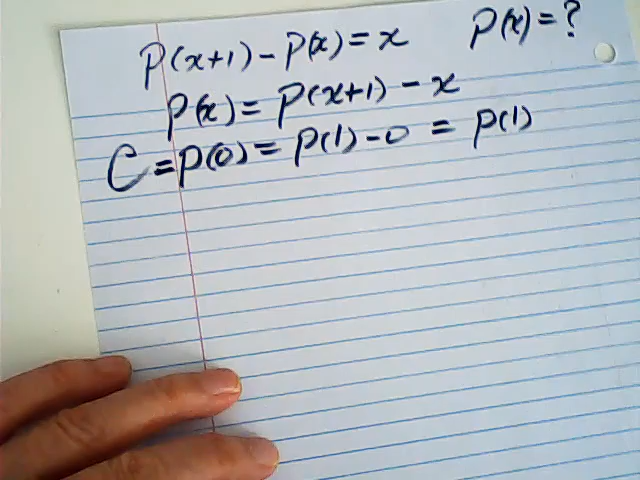 P(x+1) - P(x) = x P(x) = ?
P(x) = P(x+1) - x
C = P(0) = P(1) - 0 = P(1)